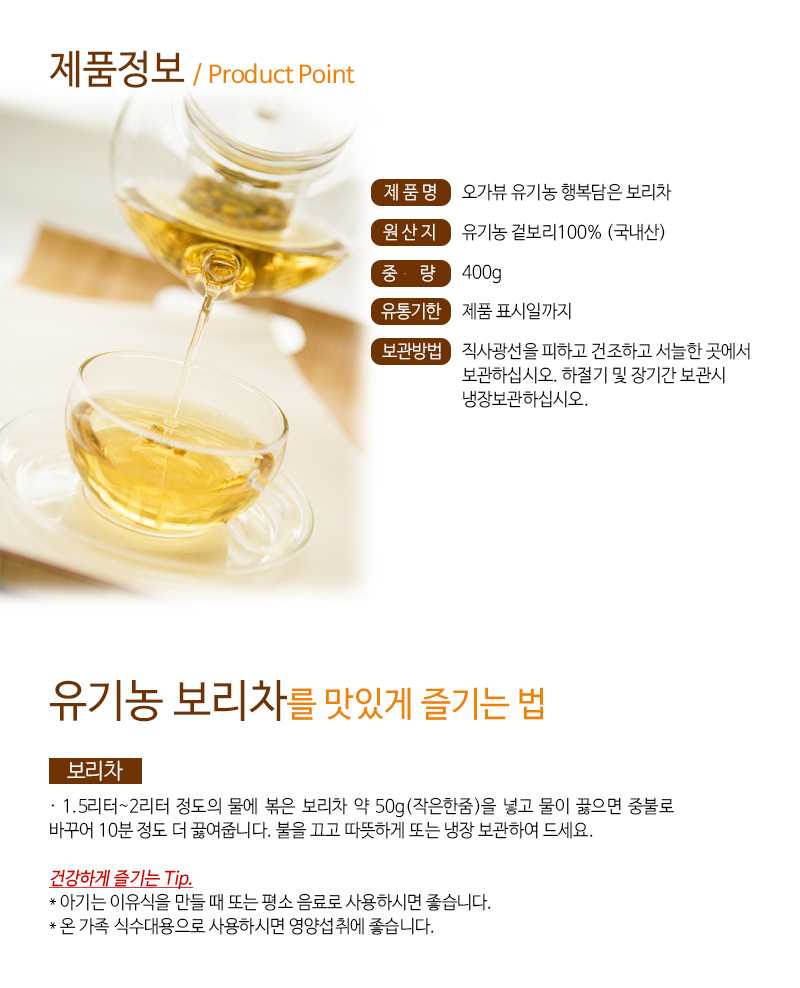 제품정보 / Product Point
제품명 오가뷰 유기농 행복담은 보리차
원산지 유기농 겉보리100% (국내산)
중 량 400g
유통기한 제품 표시일까지
보관방법 직사광선을 피하고 건조하고 서늘한 곳에서
보관하십시오. 하절기 및 장기간 보관시
냉장보관하십시오.
유기농 보리차를 맛있게 즐기는 법
보리차
· 1.5리터~2리터 정도의 물에 볶은 보리차 약 50g(작은한줌)을 넣고 물이 끓으면 중불로
바꾸어 10분 정도 더 끓여줍니다. 불을 끄고 따뜻하게 또는 냉장 보관하여 드세요.
건강하게 즐기는 Tip.
* 아기는 이유식을 만들 때 또는 평소 음료로 사용하시면 좋습니다.
* 온 가족 식수대용으로 사용하시면 영양섭취에 좋습니다.